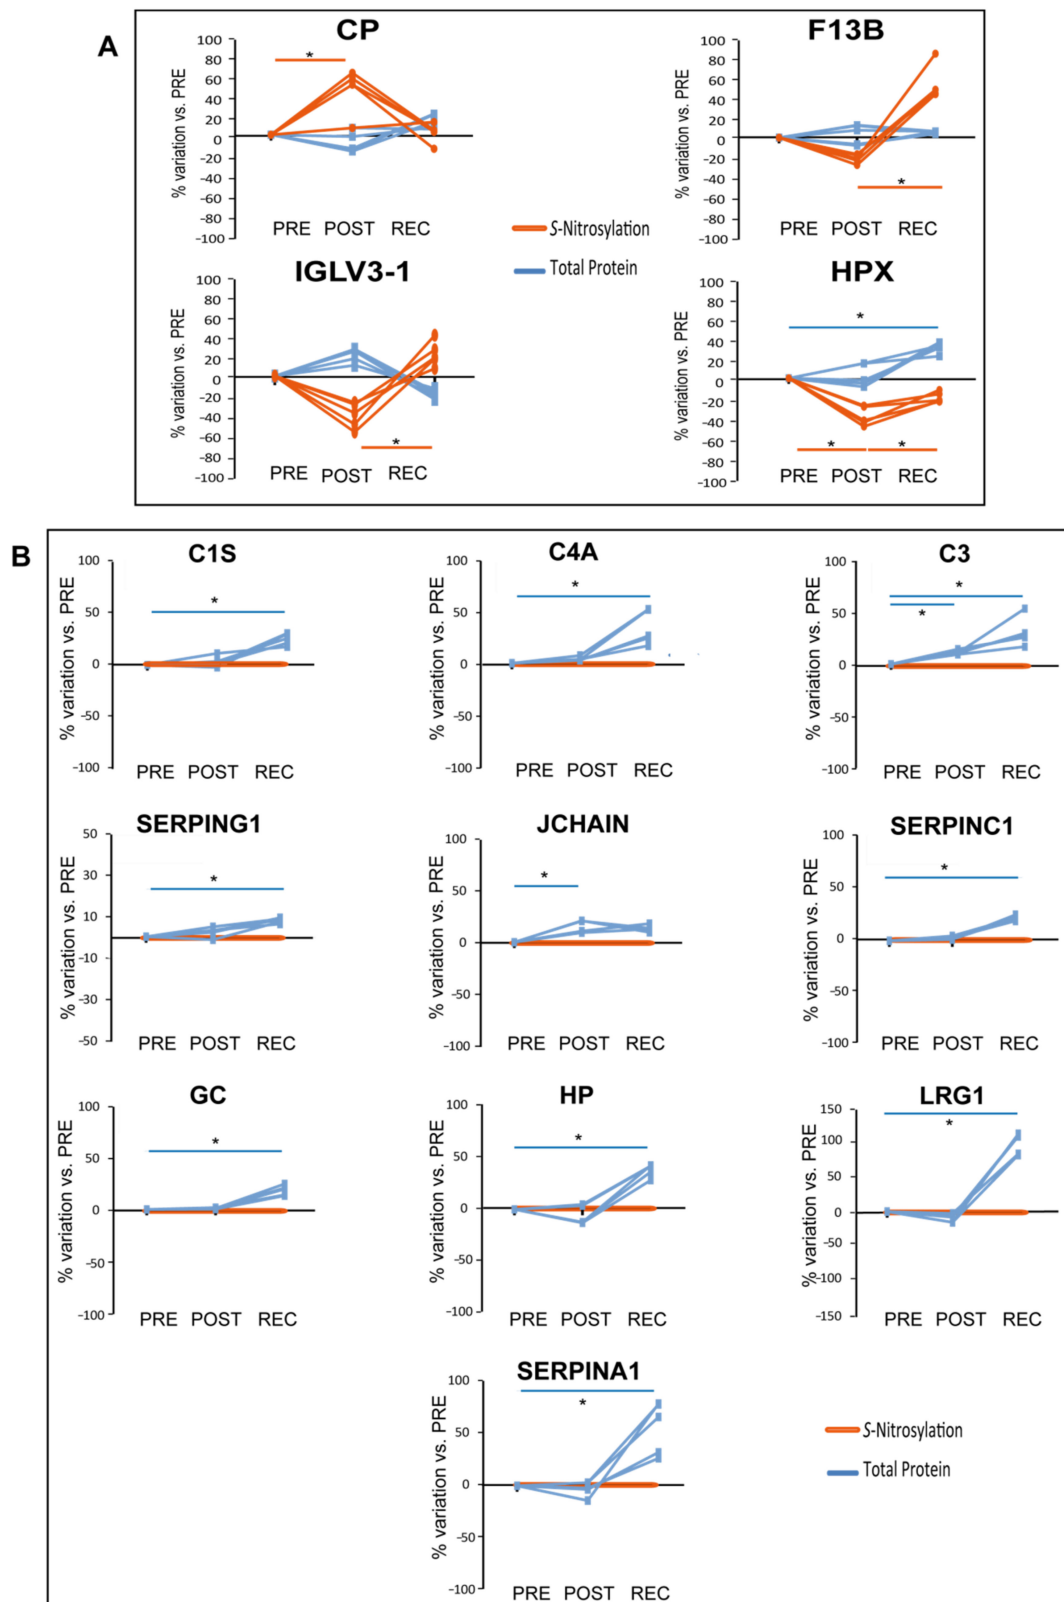 A
CP
% variation vs. PRE
100
80
60
40
20
0
-20
-40
-60
-80
-100
*
PRE POST REC
F13B
% variation vs. PRE
100
80
60
40
20
0
-20
-40
-60
-80
-100
*
PRE POST REC
S-Nitrosylation
Total Protein
IGLV3-1
% variation vs. PRE
100
80
60
40
20
0
-20
-40
-60
-80
-100
*
PRE POST REC
HPX
% variation vs. PRE
100
80
60
40
20
0
-20
-40
-60
-80
-100
*
* *
PRE POST REC
B
C1S
% variation vs. PRE
100
50
0
-50
-100
*
PRE POST REC
C4A
% variation vs. PRE
100
50
0
-50
-100
*
PRE POST REC
C3
% variation vs. PRE
100
50
0
-50
-100
*
*
PRE POST REC
SERPING1
% variation vs. PRE
50
30
10
-10
-30
-50
*
PRE POST REC
JCHAIN
% variation vs. PRE
100
50
0
-50
-100
*
PRE POST REC
SERPINC1
% variation vs. PRE
100
50
0
-50
-100
*
PRE POST REC
GC
% variation vs. PRE
100
50
0
-50
-100
*
PRE POST REC
HP
% variation vs. PRE
100
50
0
-50
-100
*
PRE POST REC
LRG1
% variation vs. PRE
150
100
50
0
-50
-100
-150
*
PRE POST REC
SERPINA1
% variation vs. PRE
100
50
0
-50
-100
*
PRE POST REC
S-Nitrosylation
Total Protein